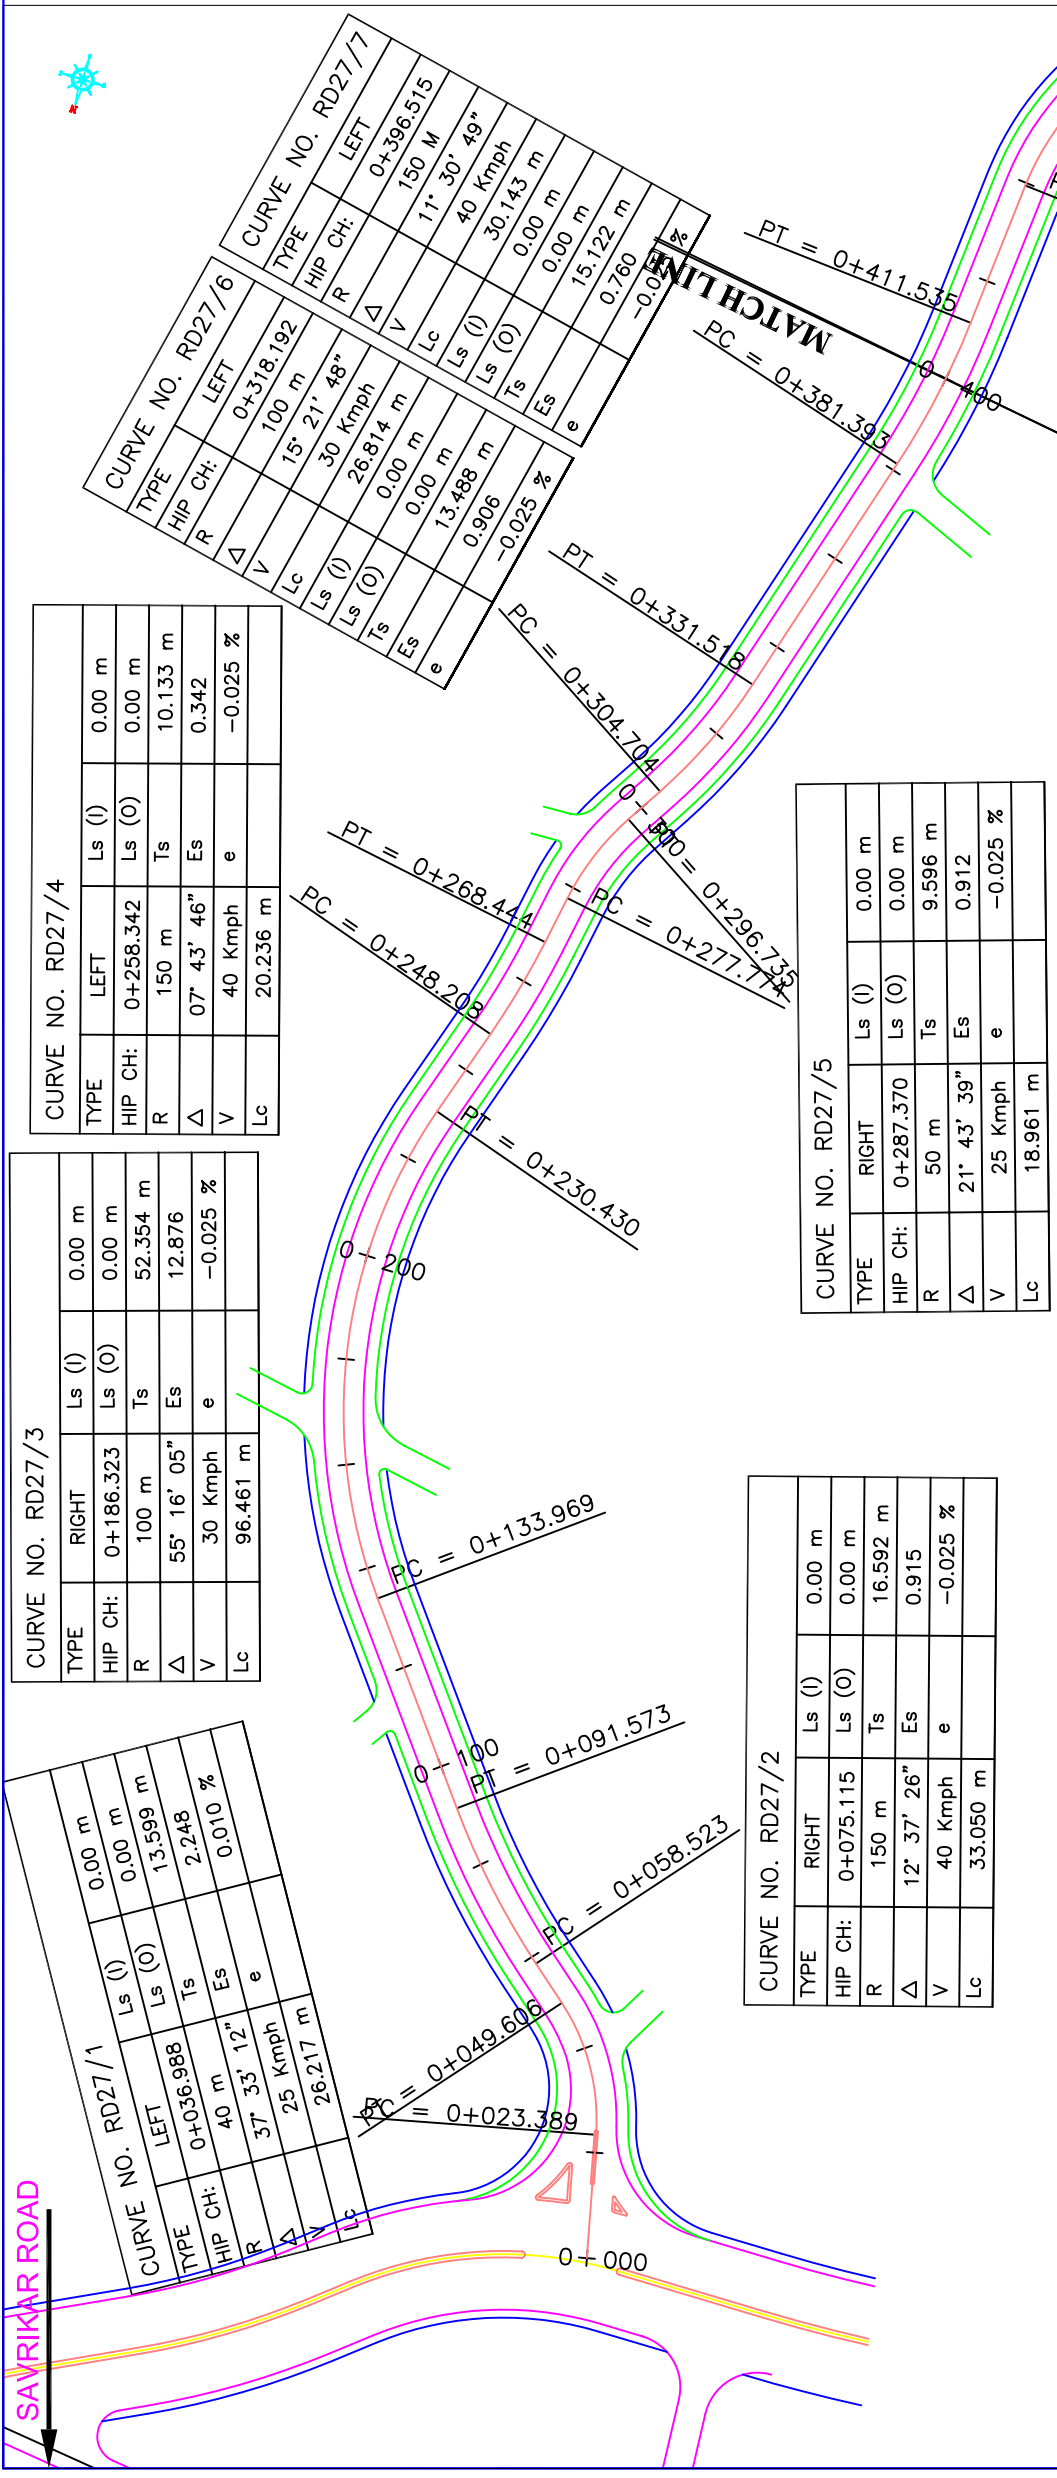 SAVRIKAR ROAD
CURVE NO. RD27/1
TYPE LEFT Ls (I) 0.00 m
HIP CH: 0+036.988 Ls (O) 0.00 m
R 40 m Ts 13.599 m
△ 37° 33' 12" Es 2.248
V 25 Kmph e 0.010 %
Lc 26.217 m
CURVE NO. RD27/2
TYPE RIGHT Ls (I) 0.00 m
HIP CH: 0+075.115 Ls (O) 0.00 m
R 150 m Ts 16.592 m
△ 12° 37' 26" Es 0.915
V 40 Kmph e −0.025 %
Lc 33.050 m
CURVE NO. RD27/3
TYPE RIGHT Ls (I) 0.00 m
HIP CH: 0+186.323 Ls (O) 0.00 m
R 100 m Ts 52.354 m
△ 55° 16' 05" Es 12.876
V 30 Kmph e −0.025 %
Lc 96.461 m
CURVE NO. RD27/4
TYPE LEFT Ls (I) 0.00 m
HIP CH: 0+258.342 Ls (O) 0.00 m
R 150 m Ts 10.133 m
△ 07° 43' 46" Es 0.342
V 40 Kmph e −0.025 %
Lc 20.236 m
CURVE NO. RD27/5
TYPE RIGHT Ls (I) 0.00 m
HIP CH: 0+287.370 Ls (O) 0.00 m
R 50 m Ts 9.596 m
△ 21° 43' 39" Es 0.912
V 25 Kmph e −0.025 %
Lc 18.961 m
CURVE NO. RD27/6
TYPE LEFT
HIP CH: 0+318.192
R 100 m
△ 15° 21' 48"
V 30 Kmph
Lc 26.814 m
Ls (I) 0.00 m
Ls (O) 0.00 m
Ts 13.488 m
Es 0.906
e −0.025 %
CURVE NO. RD27/7
TYPE LEFT
HIP CH: 0+396.515
R 150 M
△ 11° 30' 49"
V 40 Kmph
Lc 30.143 m
Ls (I) 0.00 m
Ls (O) 0.00 m
Ts 15.122 m
Es 0.760
e %
0 000
PC = 0+023.389
PT = 0+049.606
PC = 0+058.523
PT = 0+091.573
0 100
PC = 0+133.969
0 200
PT = 0+230.430
PC = 0+248.208
PT = 0+268.444
PC = 0+277.774
PT = 0+296.735
0 300
PC = 0+304.704
PT = 0+331.518
PC = 0+381.393
0 400
PT = 0+411.535
MATCH LINE